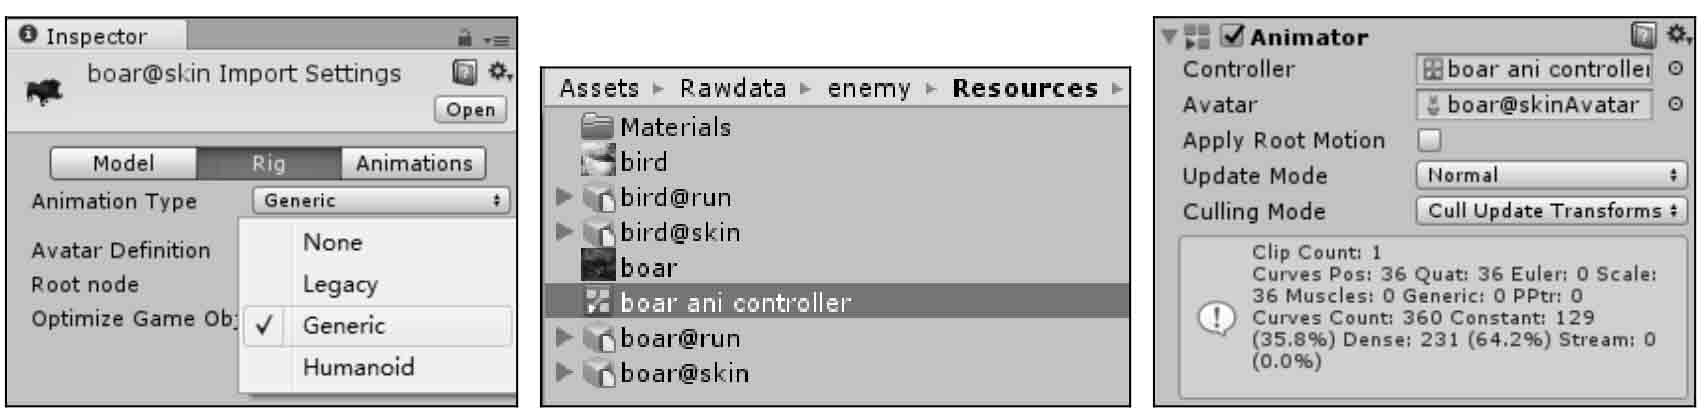 Inspector
boar@skin Import Settings
Open
Model Rig Animations
Animation Type Generic
None
Avatar Definition
Root node Legacy
Optimize Game Ob
Generic
Humanoid
Assets Rawdata enemy Resources
Materials
bird
bird@run
bird@skin
boar
boar ani controller
boar@run
boar@skin
Animator
Controller boar ani controller
Avatar boar@skinAvatar
Apply Root Motion
Update Mode Normal
Culling Mode Cull Update Transforms
Clip Count: 1
Curves Pos: 36 Quat: 36 Euler: 0 Scale:
36 Muscles: 0 Generic: 0 PPtr: 0
Curves Count: 360 Constant: 129
(35.8%) Dense: 231 (64.2%) Stream: 0
(0.0%)